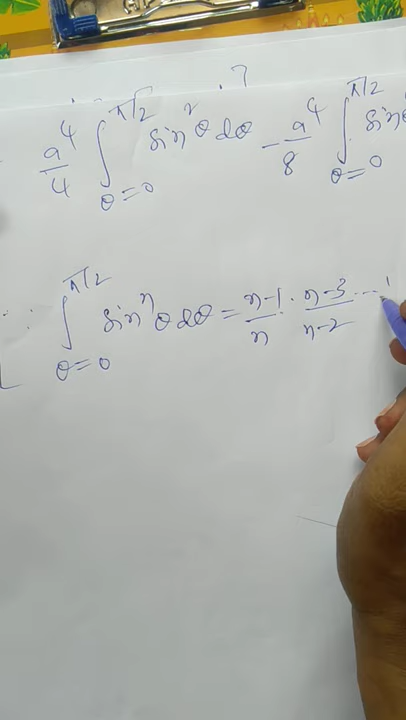 a⁴/4 ∫_{θ=0}^{π/2} sin²θ dθ - a⁴/8 ∫_{θ=0}^{π/2} sin
∵ ∫_{θ=0}^{π/2} sinⁿθ dθ = n-1/n · n-3/n-2 ...